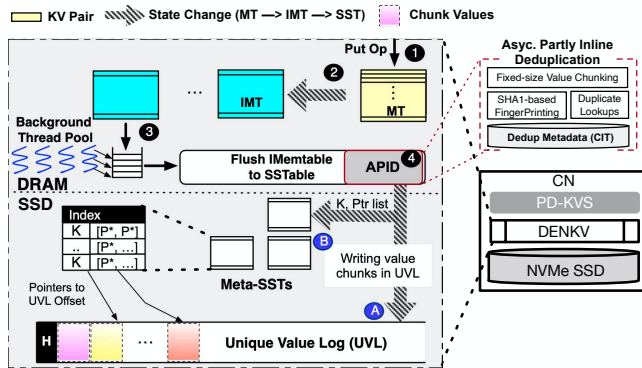 KV Pair
State Change (MT —> IMT —> SST)
Chunk Values
Put Op
1
2
...
IMT
MT
Background
Thread Pool
3
Flush IMemtable
to SSTable
APID
4
DRAM
SSD
Index
K [P*, P*]
.. [P*, ...]
K [P*, ...]
K, Ptr list
B
Writing value
chunks in UVL
Meta-SSTs
Pointers to
UVL Offset
A
H
...
Unique Value Log (UVL)
Asyc. Partly Inline
Deduplication
Fixed-size Value Chunking
SHA1-based
FingerPrinting
Duplicate
Lookups
Dedup Metadata (CIT)
CN
PD-KVS
DENKV
NVMe SSD